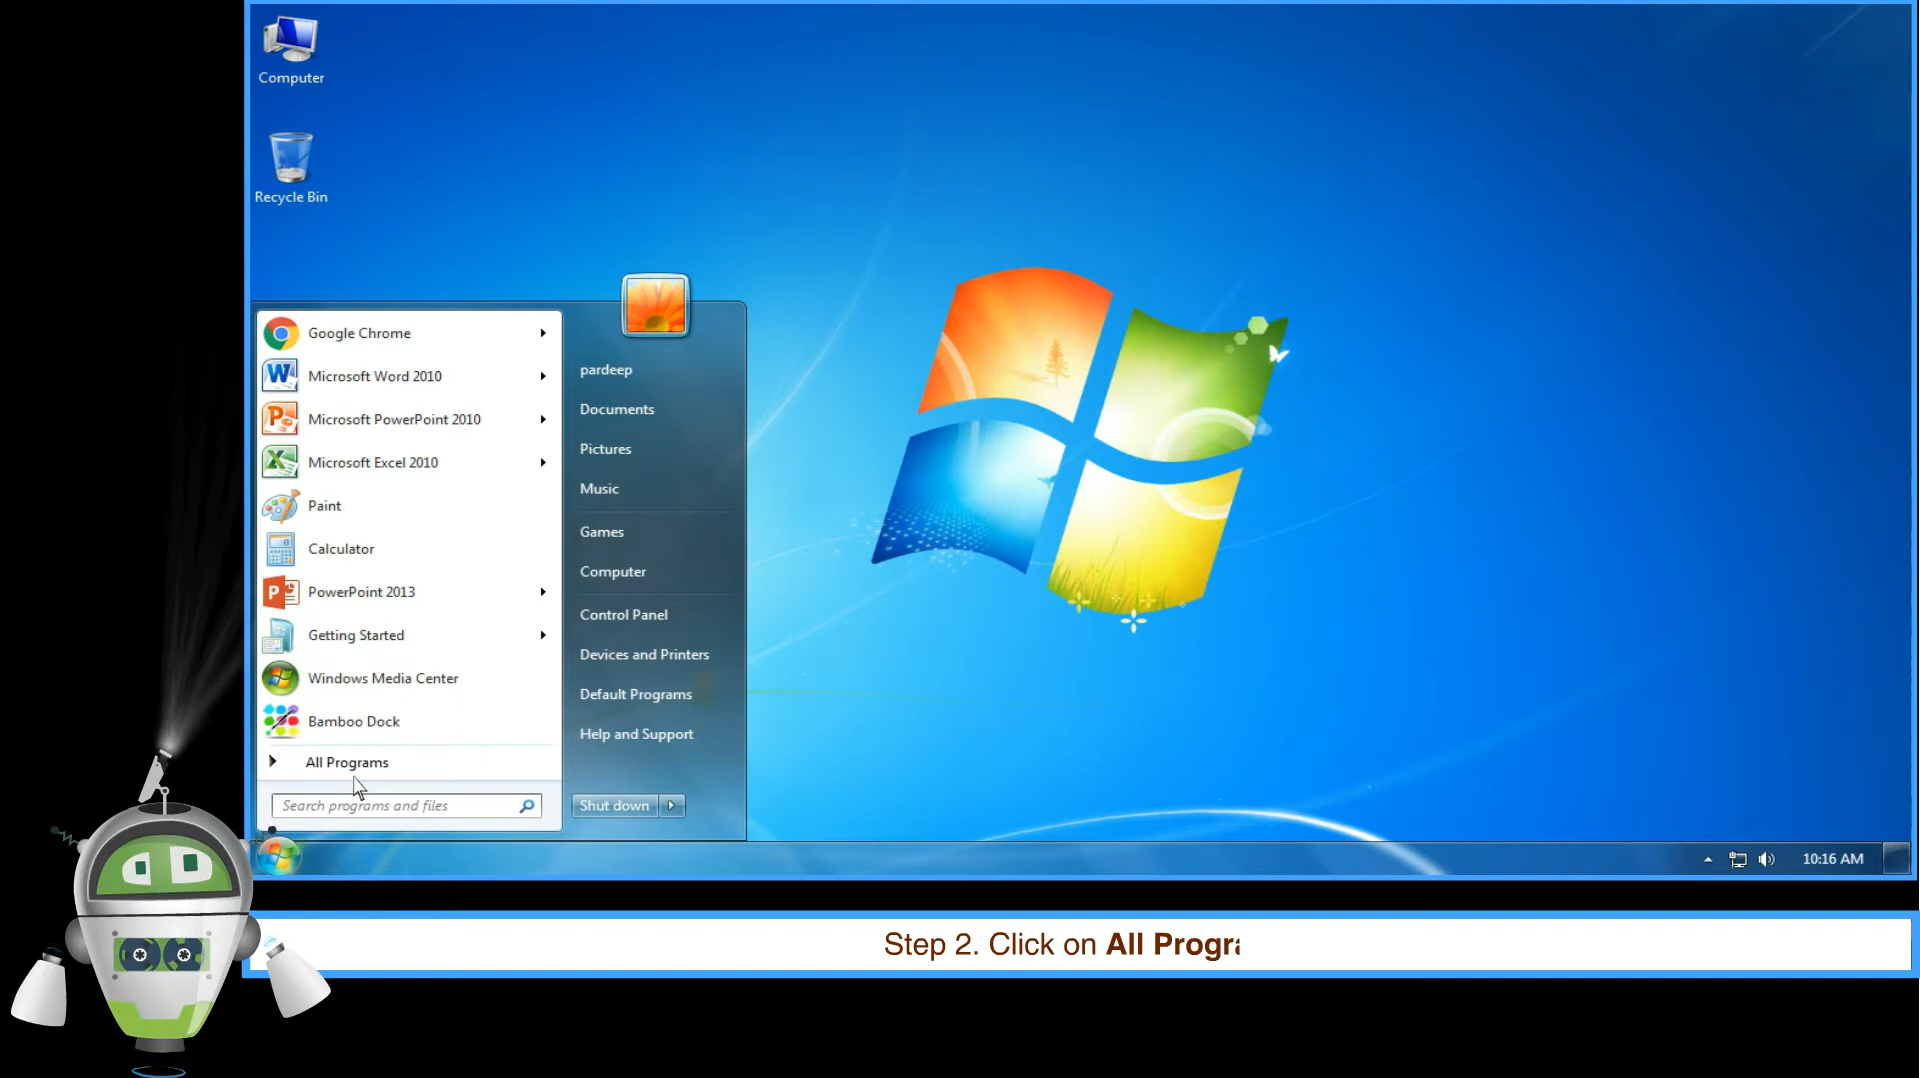 Computer
Recycle Bin
Google Chrome
Microsoft Word 2010
Microsoft PowerPoint 2010
Microsoft Excel 2010
Paint
Calculator
PowerPoint 2013
Getting Started
Windows Media Center
Bamboo Dock
All Programs
Search programs and files
pardeep
Documents
Pictures
Music
Games
Computer
Control Panel
Devices and Printers
Default Programs
Help and Support
Shut down
10:16 AM
Step 2. Click on All Progra